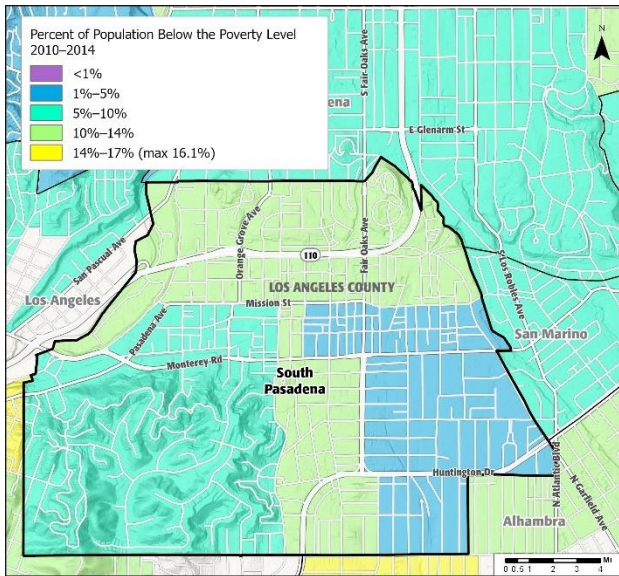 Percent of Population Below the Poverty Level
2010–2014
<1%
1%–5%
5%–10%
10%–14%
14%–17% (max 16.1%)
N
S Fair Oaks Ave
ena
E Glenarm St
Orange Grove Ave
Fair Oaks Ave
San Pascual Ave
110
S Los Robles Ave
Los Angeles
LOS ANGELES COUNTY
Mission St
Pasadena Ave
San Marino
Monterey Rd
South
Pasadena
Huntington Dr
N Atlantic Blvd
N Garfield Ave
Alhambra
Mi
0 0.5 1 2 3 4